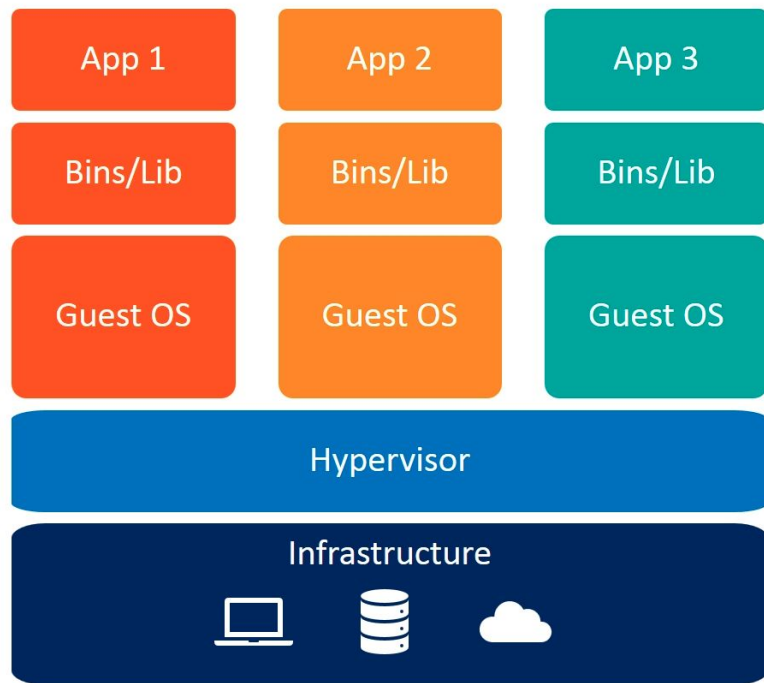 App 1
App 2
App 3
Bins/Lib
Bins/Lib
Bins/Lib
Guest OS
Guest OS
Guest OS
Hypervisor
Infrastructure